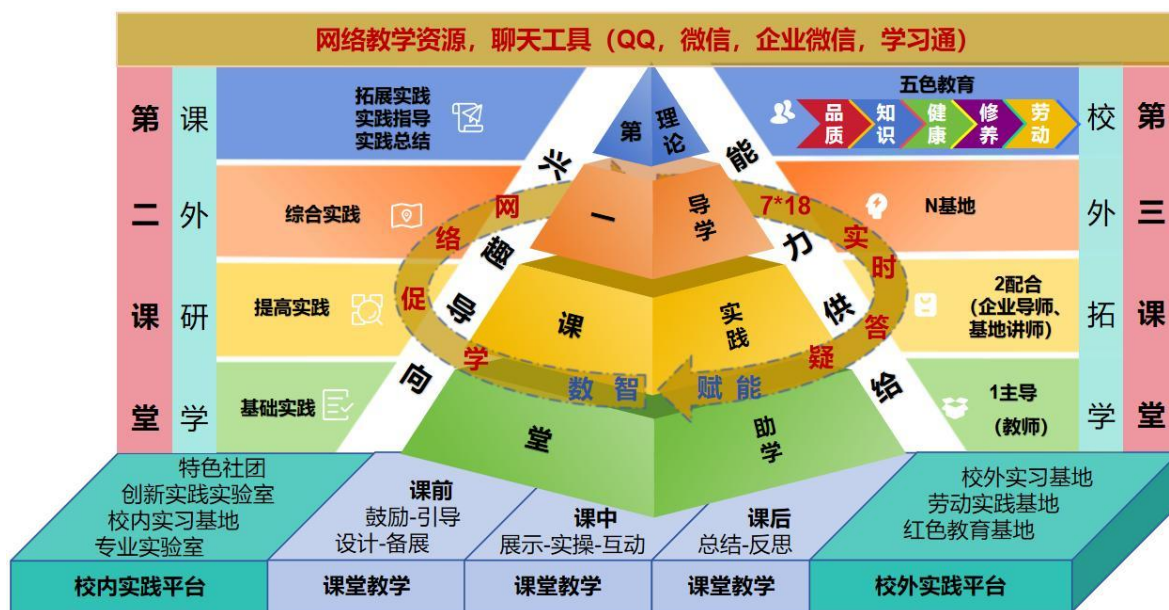 网络教学资源，聊天工具（QQ，微信，企业微信，学习通）
第二课堂
课外研学
拓展实践
实践指导
实践总结
综合实践
提高实践
基础实践
兴趣导向
第一课堂
理论
导学
实践
助学
能力供给
网络促学
7*18
实时答疑
数智
赋能
五色教育
品质
知识
健康
修养
劳动
N基地
2配合
(企业导师、
基地讲师)
1主导
(教师)
校外拓学
第三课堂
特色社团
创新实践实验室
校内实习基地
专业实验室
校内实践平台
课前
鼓励-引导
设计-备展
课堂教学
课中
展示-实操-互动
课堂教学
课后
总结-反思
课堂教学
校外实习基地
劳动实践基地
红色教育基地
校外实践平台